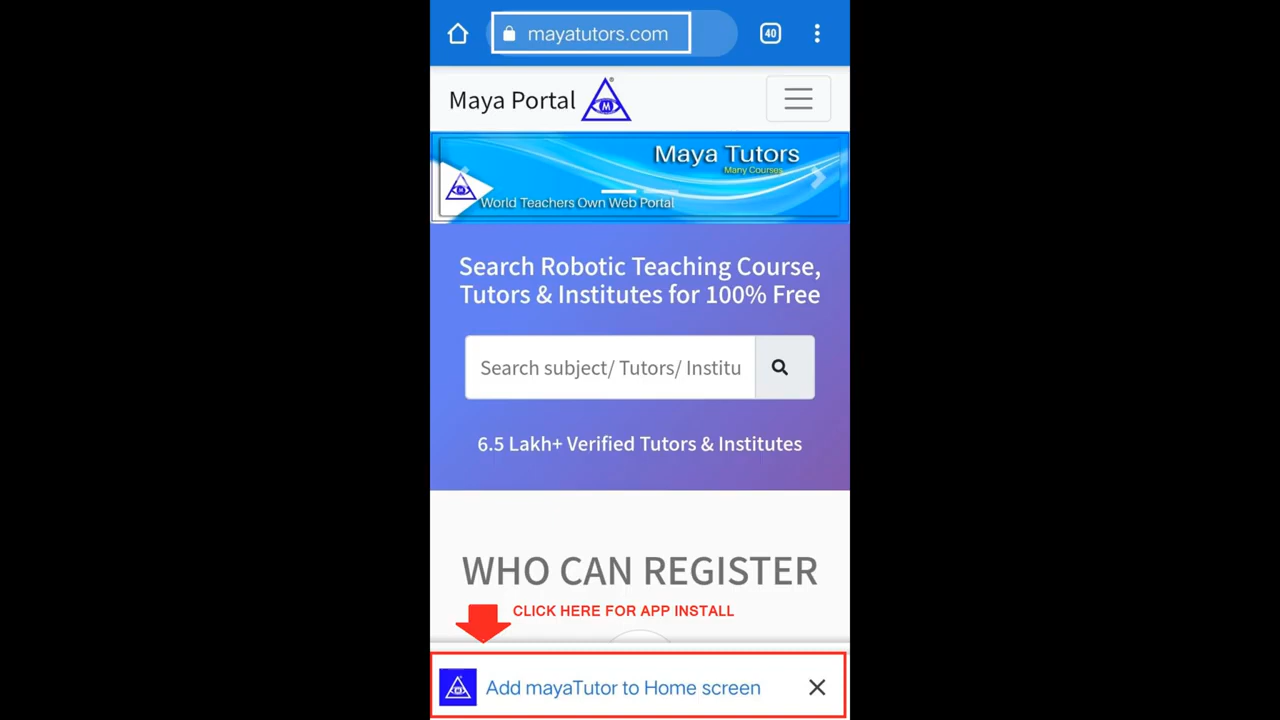 mayatutors.com
40
Maya Portal
M
Maya Tutors
Many Courses
World Teachers Own Web Portal
Search Robotic Teaching Course,
Tutors & Institutes for 100% Free
Search subject/ Tutors/ Institu
6.5 Lakh+ Verified Tutors & Institutes
WHO CAN REGISTER
CLICK HERE FOR APP INSTALL
Add mayaTutor to Home screen